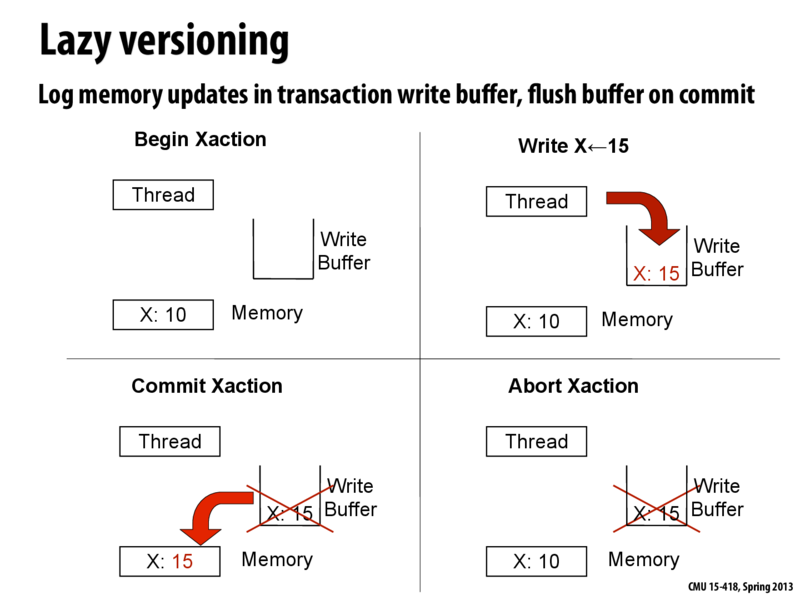 Lazy versioning
Log memory updates in transaction write buffer, flush buffer on commit
Begin Xaction
Thread
Write
Buffer
X: 10
Memory
Write X←15
Thread
Write
Buffer
X: 15
X: 10
Memory
Commit Xaction
Thread
Write
Buffer
X: 15
X: 15
Memory
Abort Xaction
Thread
Write
Buffer
X: 15
X: 10
Memory
CMU 15-418, Spring 2013